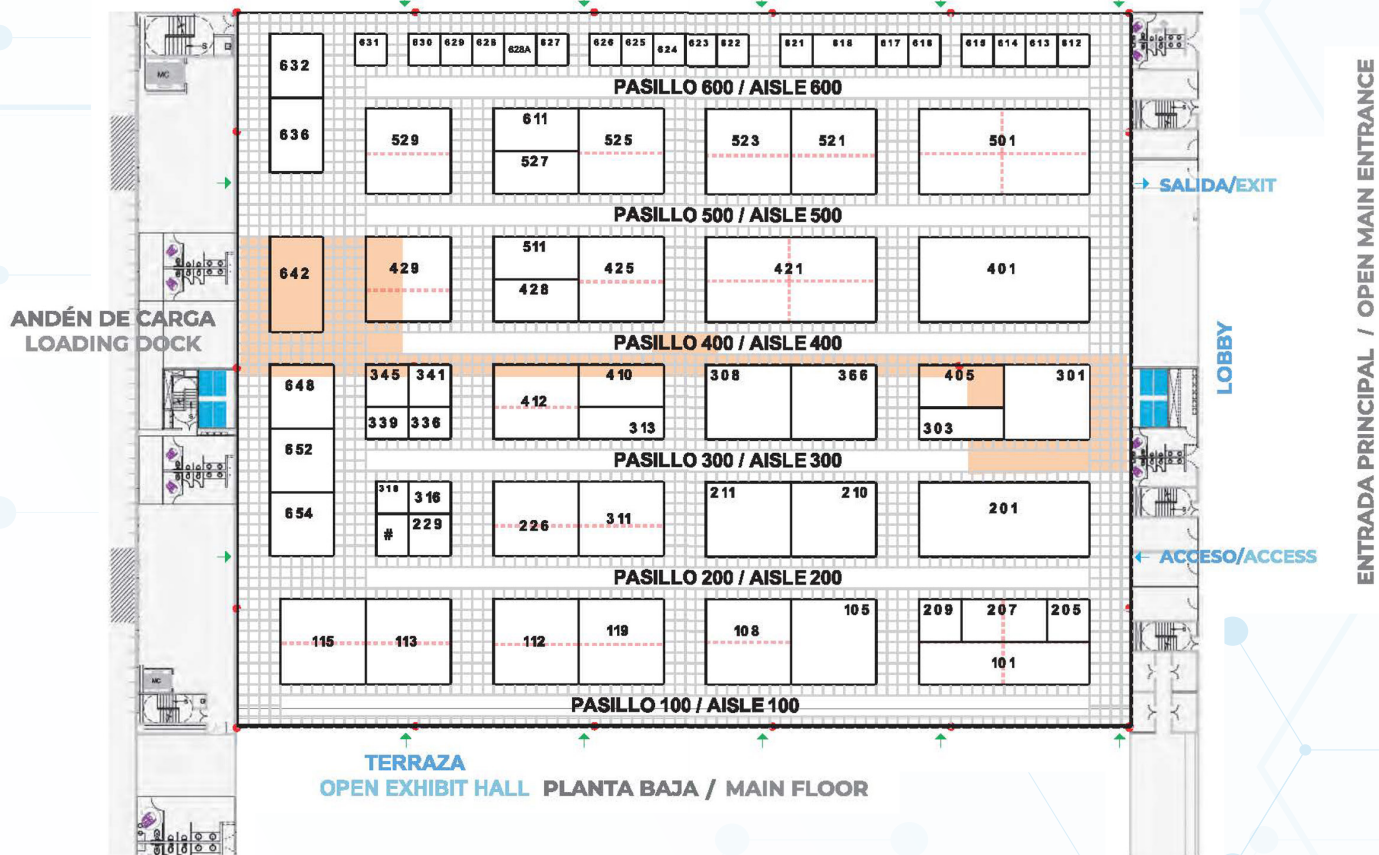 631 630 629 628 628A 627 626 625 624 623 622 621 618 617 616 615 614 613 612
632
MC
PASILLO 600 / AISLE 600
636 529 611 525 523 521 501
527
SALIDA/EXIT
PASILLO 500 / AISLE 500
642 429 511 425 421 401
428
ANDÉN DE CARGA
LOADING DOCK
PASILLO 400 / AISLE 400
LOBBY
ENTRADA PRINCIPAL / OPEN MAIN ENTRANCE
648 345 341 410 308 366 405 301
412
339 336 313 303
652
PASILLO 300 / AISLE 300
318 316 211 210
654 # 229 226 311 201
ACCESO/ACCESS
PASILLO 200 / AISLE 200
105 209 207 205
115 113 112 119 108
101
MC
PASILLO 100 / AISLE 100
TERRAZA
OPEN EXHIBIT HALL PLANTA BAJA / MAIN FLOOR